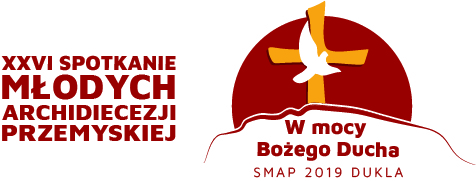 XXVI SPOTKANIE
MŁODYCH
ARCHIDIECEZJI
PRZEMYSKIEJ
W mocy
Bożego Ducha
SMAP 2019 DUKLA